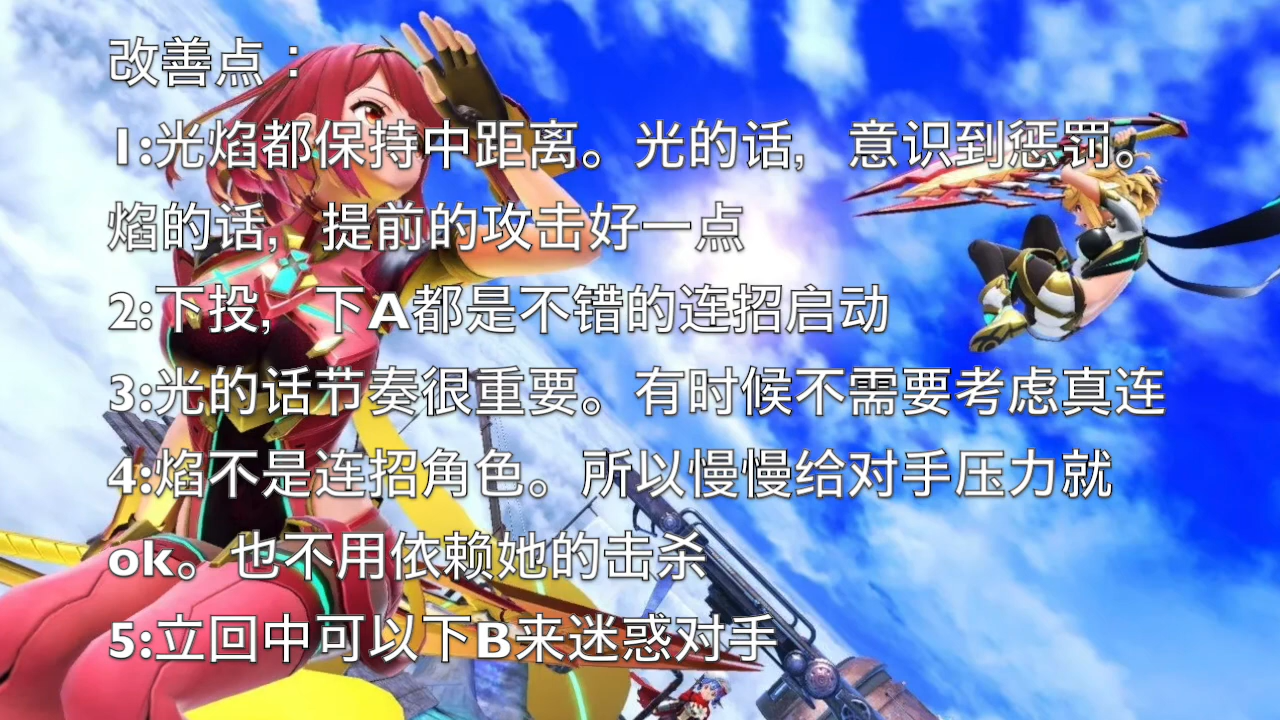 改善点：
1:光焰都保持中距离。光的话，意识到惩罚。
焰的话，提前的攻击好一点
2:下投，下A都是不错的连招启动
3:光的话节奏很重要。有时候不需要考虑真连
4:焰不是连招角色。所以慢慢给对手压力就
ok。也不用依赖她的击杀
5:立回中可以下B来迷惑对手